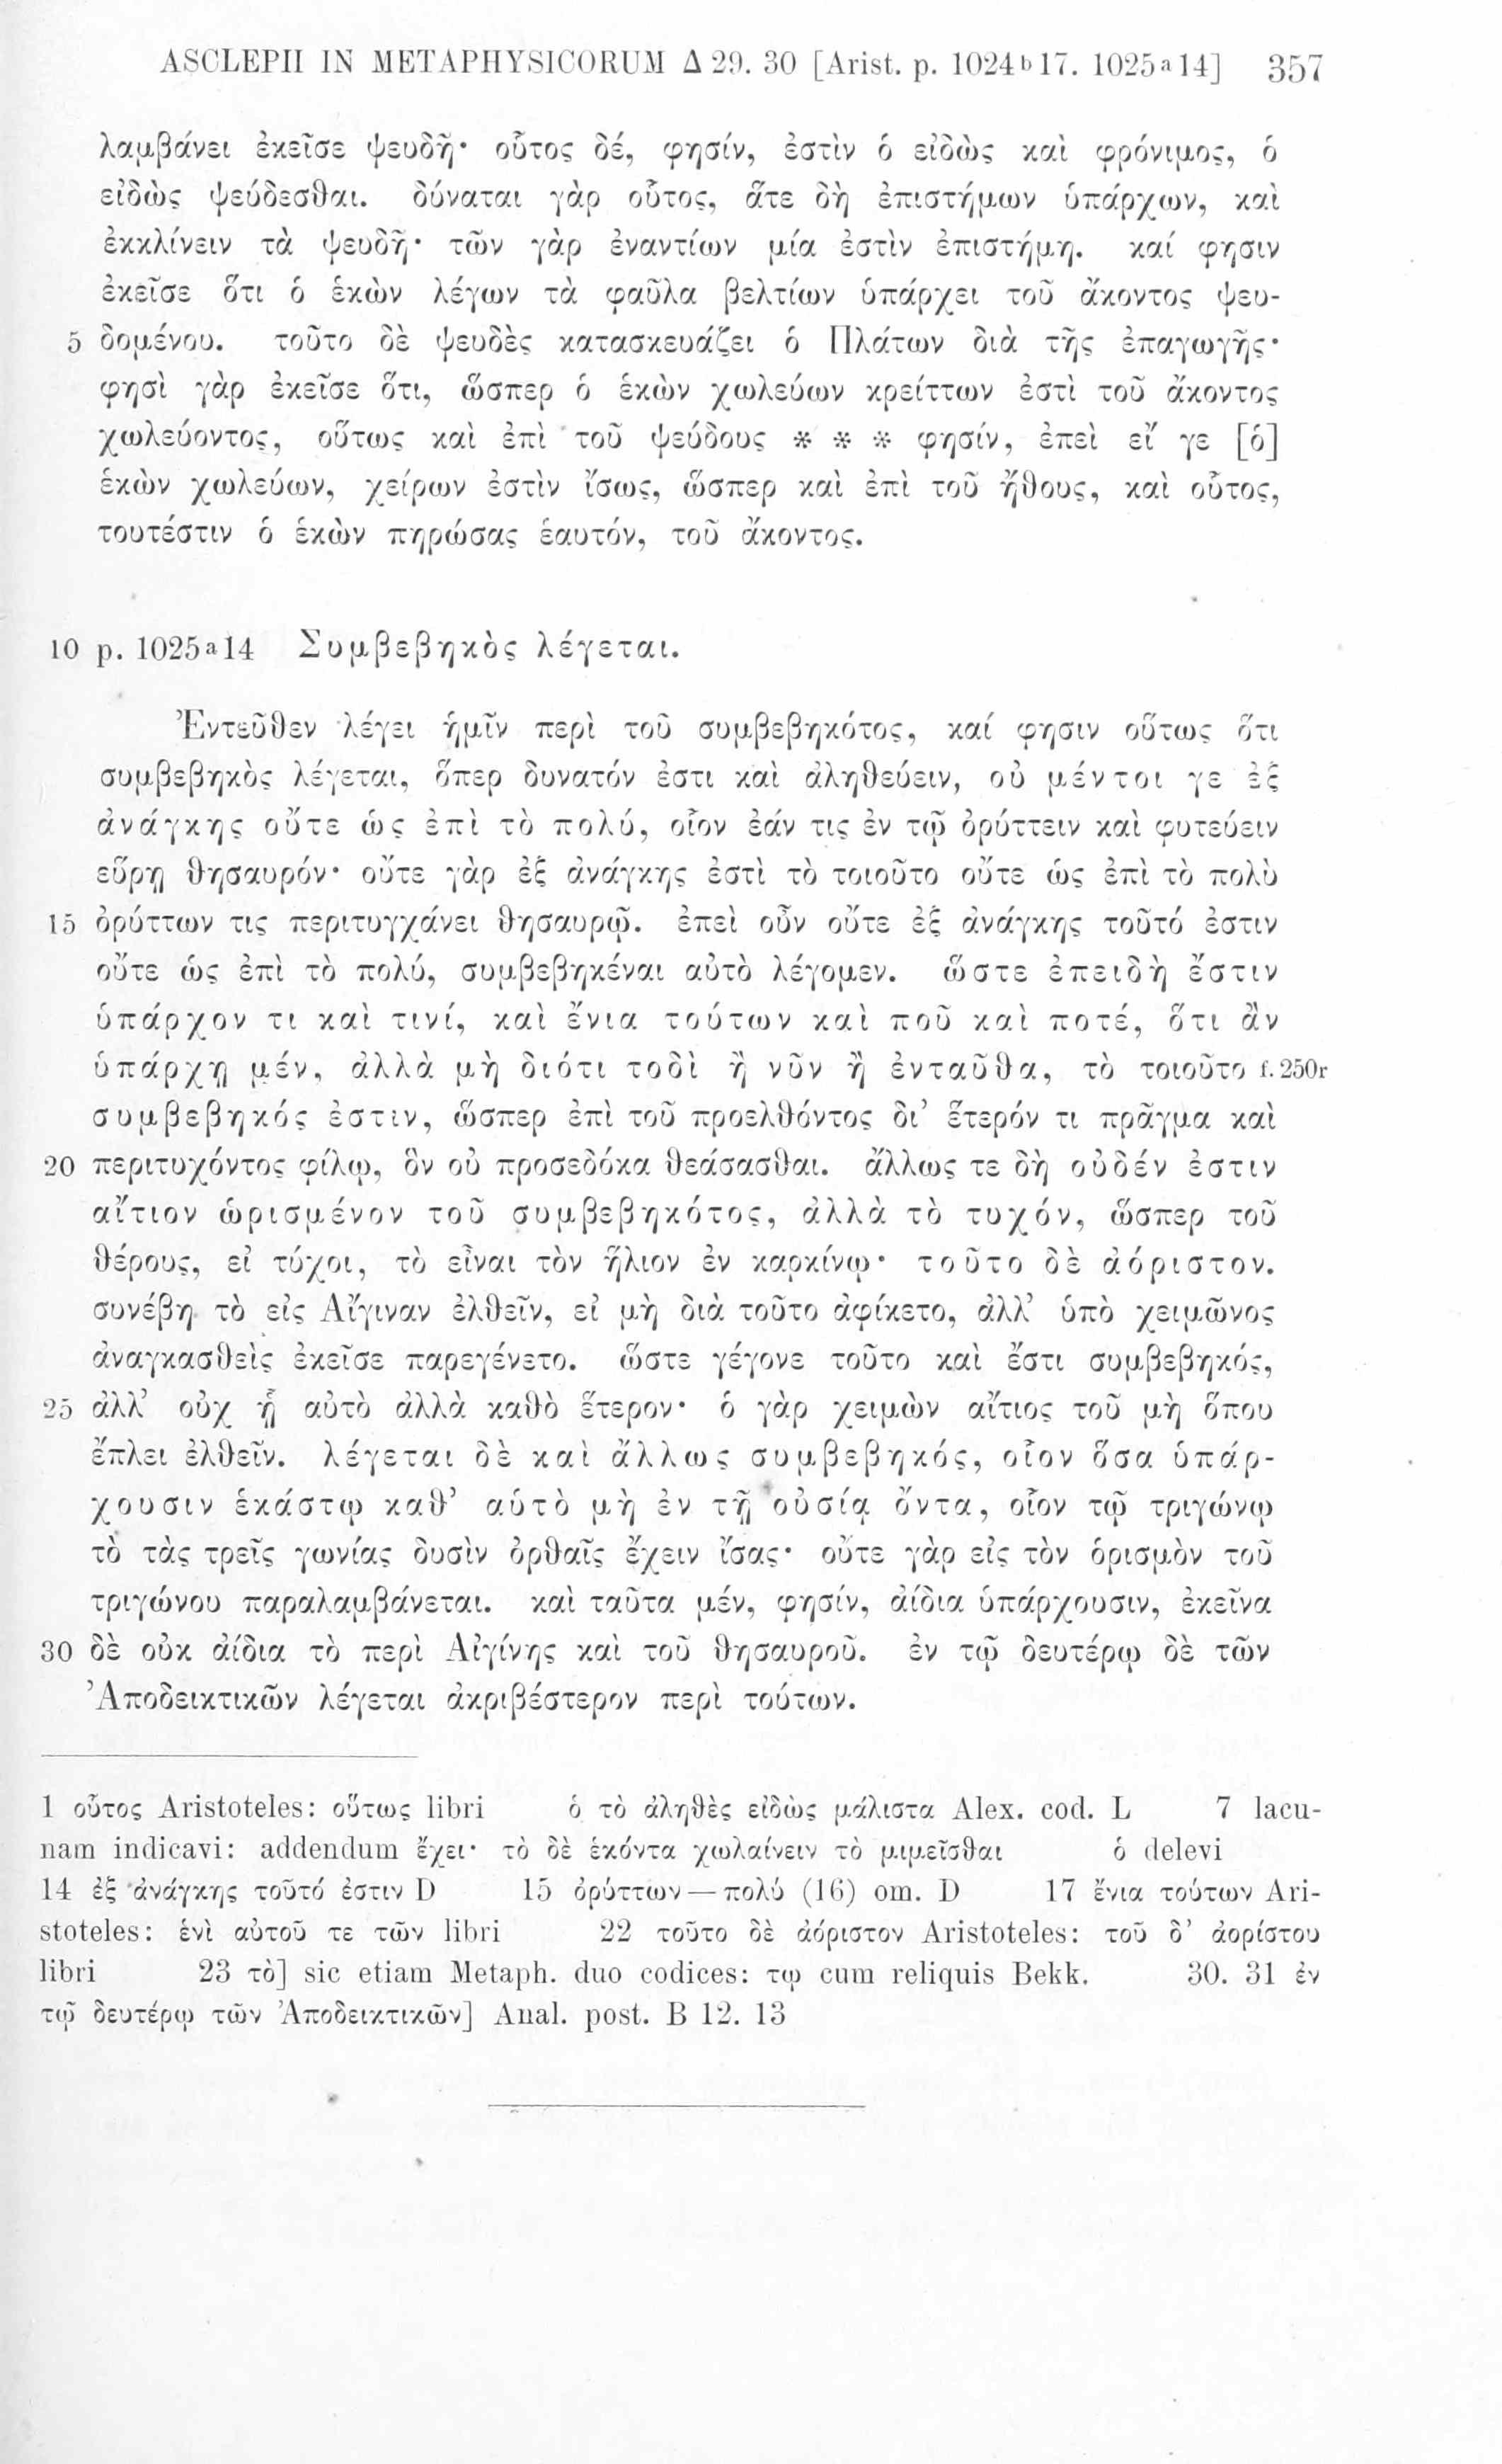 ASCLEPII IN METAPHYSICORUM Δ 29. 30 [Arist. p. 1024ᵇ17. 1025ᵃ14] 357
λαμβάνει ἐκεῖσε ψευδῆ· οὗτος δέ, φησίν, ἐστὶν ὁ εἰδὼς καὶ φρόνιμος, ὁ
εἰδὼς ψεύδεσθαι. δύναται γὰρ οὗτος, ἅτε δὴ ἐπιστήμων ὑπάρχων, καὶ
ἐκκλίνειν τὰ ψευδῆ· τῶν γὰρ ἐναντίων μία ἐστὶν ἐπιστήμη. καί φησιν
ἐκεῖσε ὅτι ὁ ἑκὼν λέγων τὰ φαῦλα βελτίων ὑπάρχει τοῦ ἄκοντος ψευ-
5 δομένου. τοῦτο δὲ ψευδὲς κατασκευάζει ὁ Πλάτων διὰ τῆς ἐπαγωγῆς·
φησὶ γὰρ ἐκεῖσε ὅτι, ὥσπερ ὁ ἑκὼν χωλεύων κρείττων ἐστὶ τοῦ ἄκοντος
χωλεύοντος, οὕτως καὶ ἐπὶ τοῦ ψεύδους * * * φησίν, ἐπεὶ εἴ γε [ὁ]
ἑκὼν χωλεύων, χείρων ἐστὶν ἴσως, ὥσπερ καὶ ἐπὶ τοῦ ἤθους, καὶ οὗτος,
τουτέστιν ὁ ἑκὼν πηρώσας ἑαυτόν, τοῦ ἄκοντος.
10 p. 1025ᵃ14 Συμβεβηκὸς λέγεται.
Ἐντεῦθεν λέγει ἡμῖν περὶ τοῦ συμβεβηκότος, καί φησιν οὕτως ὅτι
συμβεβηκὸς λέγεται, ὅπερ δυνατόν ἐστι καὶ ἀληθεύειν, οὐ μέντοι γε ἐξ
ἀνάγκης οὔτε ὡς ἐπὶ τὸ πολύ, οἷον ἐάν τις ἐν τῷ ὀρύττειν καὶ φυτεύειν
εὕρῃ θησαυρόν· οὔτε γὰρ ἐξ ἀνάγκης ἐστὶ τὸ τοιοῦτο οὔτε ὡς ἐπὶ τὸ πολὺ
15 ὀρύττων τις περιτυγχάνει θησαυρῷ. ἐπεὶ οὖν οὔτε ἐξ ἀνάγκης τοῦτό ἐστιν
οὔτε ὡς ἐπὶ τὸ πολύ, συμβεβηκέναι αὐτὸ λέγομεν. ὥστε ἐπειδὴ ἔστιν
ὑπάρχον τι καὶ τινί, καὶ ἔνια τούτων καὶ ποῦ καὶ ποτέ, ὅτι ἂν
ὑπάρχῃ μέν, ἀλλὰ μὴ διότι τοδὶ ἢ νῦν ἢ ἐνταῦθα, τὸ τοιοῦτο f. 250r
συμβεβηκός ἐστιν, ὥσπερ ἐπὶ τοῦ προελθόντος δι’ ἕτερόν τι πρᾶγμα καὶ
20 περιτυχόντος φίλῳ, ὃν οὐ προσεδόκα θεάσασθαι. ἄλλως τε δὴ οὐδέν ἐστιν
αἴτιον ὡρισμένον τοῦ συμβεβηκότος, ἀλλὰ τὸ τυχόν, ὥσπερ τοῦ
θέρους, εἰ τύχοι, τὸ εἶναι τὸν ἥλιον ἐν καρκίνῳ· τοῦτο δὲ ἀόριστον.
συνέβη τὸ εἰς Αἴγιναν ἐλθεῖν, εἰ μὴ διὰ τοῦτο ἀφίκετο, ἀλλ’ ὑπὸ χειμῶνος
ἀναγκασθεὶς ἐκεῖσε παρεγένετο. ὥστε γέγονε τοῦτο καὶ ἔστι συμβεβηκός,
25 ἀλλ’ οὐχ ᾗ αὐτὸ ἀλλὰ καθὸ ἕτερον· ὁ γὰρ χειμὼν αἴτιος τοῦ μὴ ὅπου
ἔπλει ἐλθεῖν. λέγεται δὲ καὶ ἄλλως συμβεβηκός, οἷον ὅσα ὑπάρ-
χουσιν ἑκάστῳ καθ’ αὑτὸ μὴ ἐν τῇ οὐσίᾳ ὄντα, οἷον τῷ τριγώνῳ
τὸ τὰς τρεῖς γωνίας δυσὶν ὀρθαῖς ἔχειν ἴσας· οὔτε γὰρ εἰς τὸν ὁρισμὸν τοῦ
τριγώνου παραλαμβάνεται. καὶ ταῦτα μέν, φησίν, ἀίδια ὑπάρχουσιν, ἐκεῖνα
30 δὲ οὐκ ἀίδια τὸ περὶ Αἰγίνης καὶ τοῦ θησαυροῦ. ἐν τῷ δευτέρῳ δὲ τῶν
Ἀποδεικτικῶν λέγεται ἀκριβέστερον περὶ τούτων.
1 οὗτος Aristoteles: οὕτως libri ὁ τὸ ἀληθὲς εἰδὼς μάλιστα Alex. cod. L 7 lacu-
nam indicavi: addendum ἔχει· τὸ δὲ ἑκόντα χωλαίνειν τὸ μιμεῖσθαι ὁ delevi
14 ἐξ ἀνάγκης τοῦτό ἐστιν D 15 ὀρύττων — πολύ (16) om. D 17 ἔνια τούτων Ari-
stoteles: ἑνὶ αὐτοῦ τε τῶν libri 22 τοῦτο δὲ ἀόριστον Aristoteles: τοῦ δ’ ἀορίστου
libri 23 τὸ] sic etiam Metaph. duo codices: τῳ cum reliquis Bekk. 30. 31 ἐν
τῷ δευτέρῳ τῶν Ἀποδεικτικῶν] Anal. post. B 12. 13